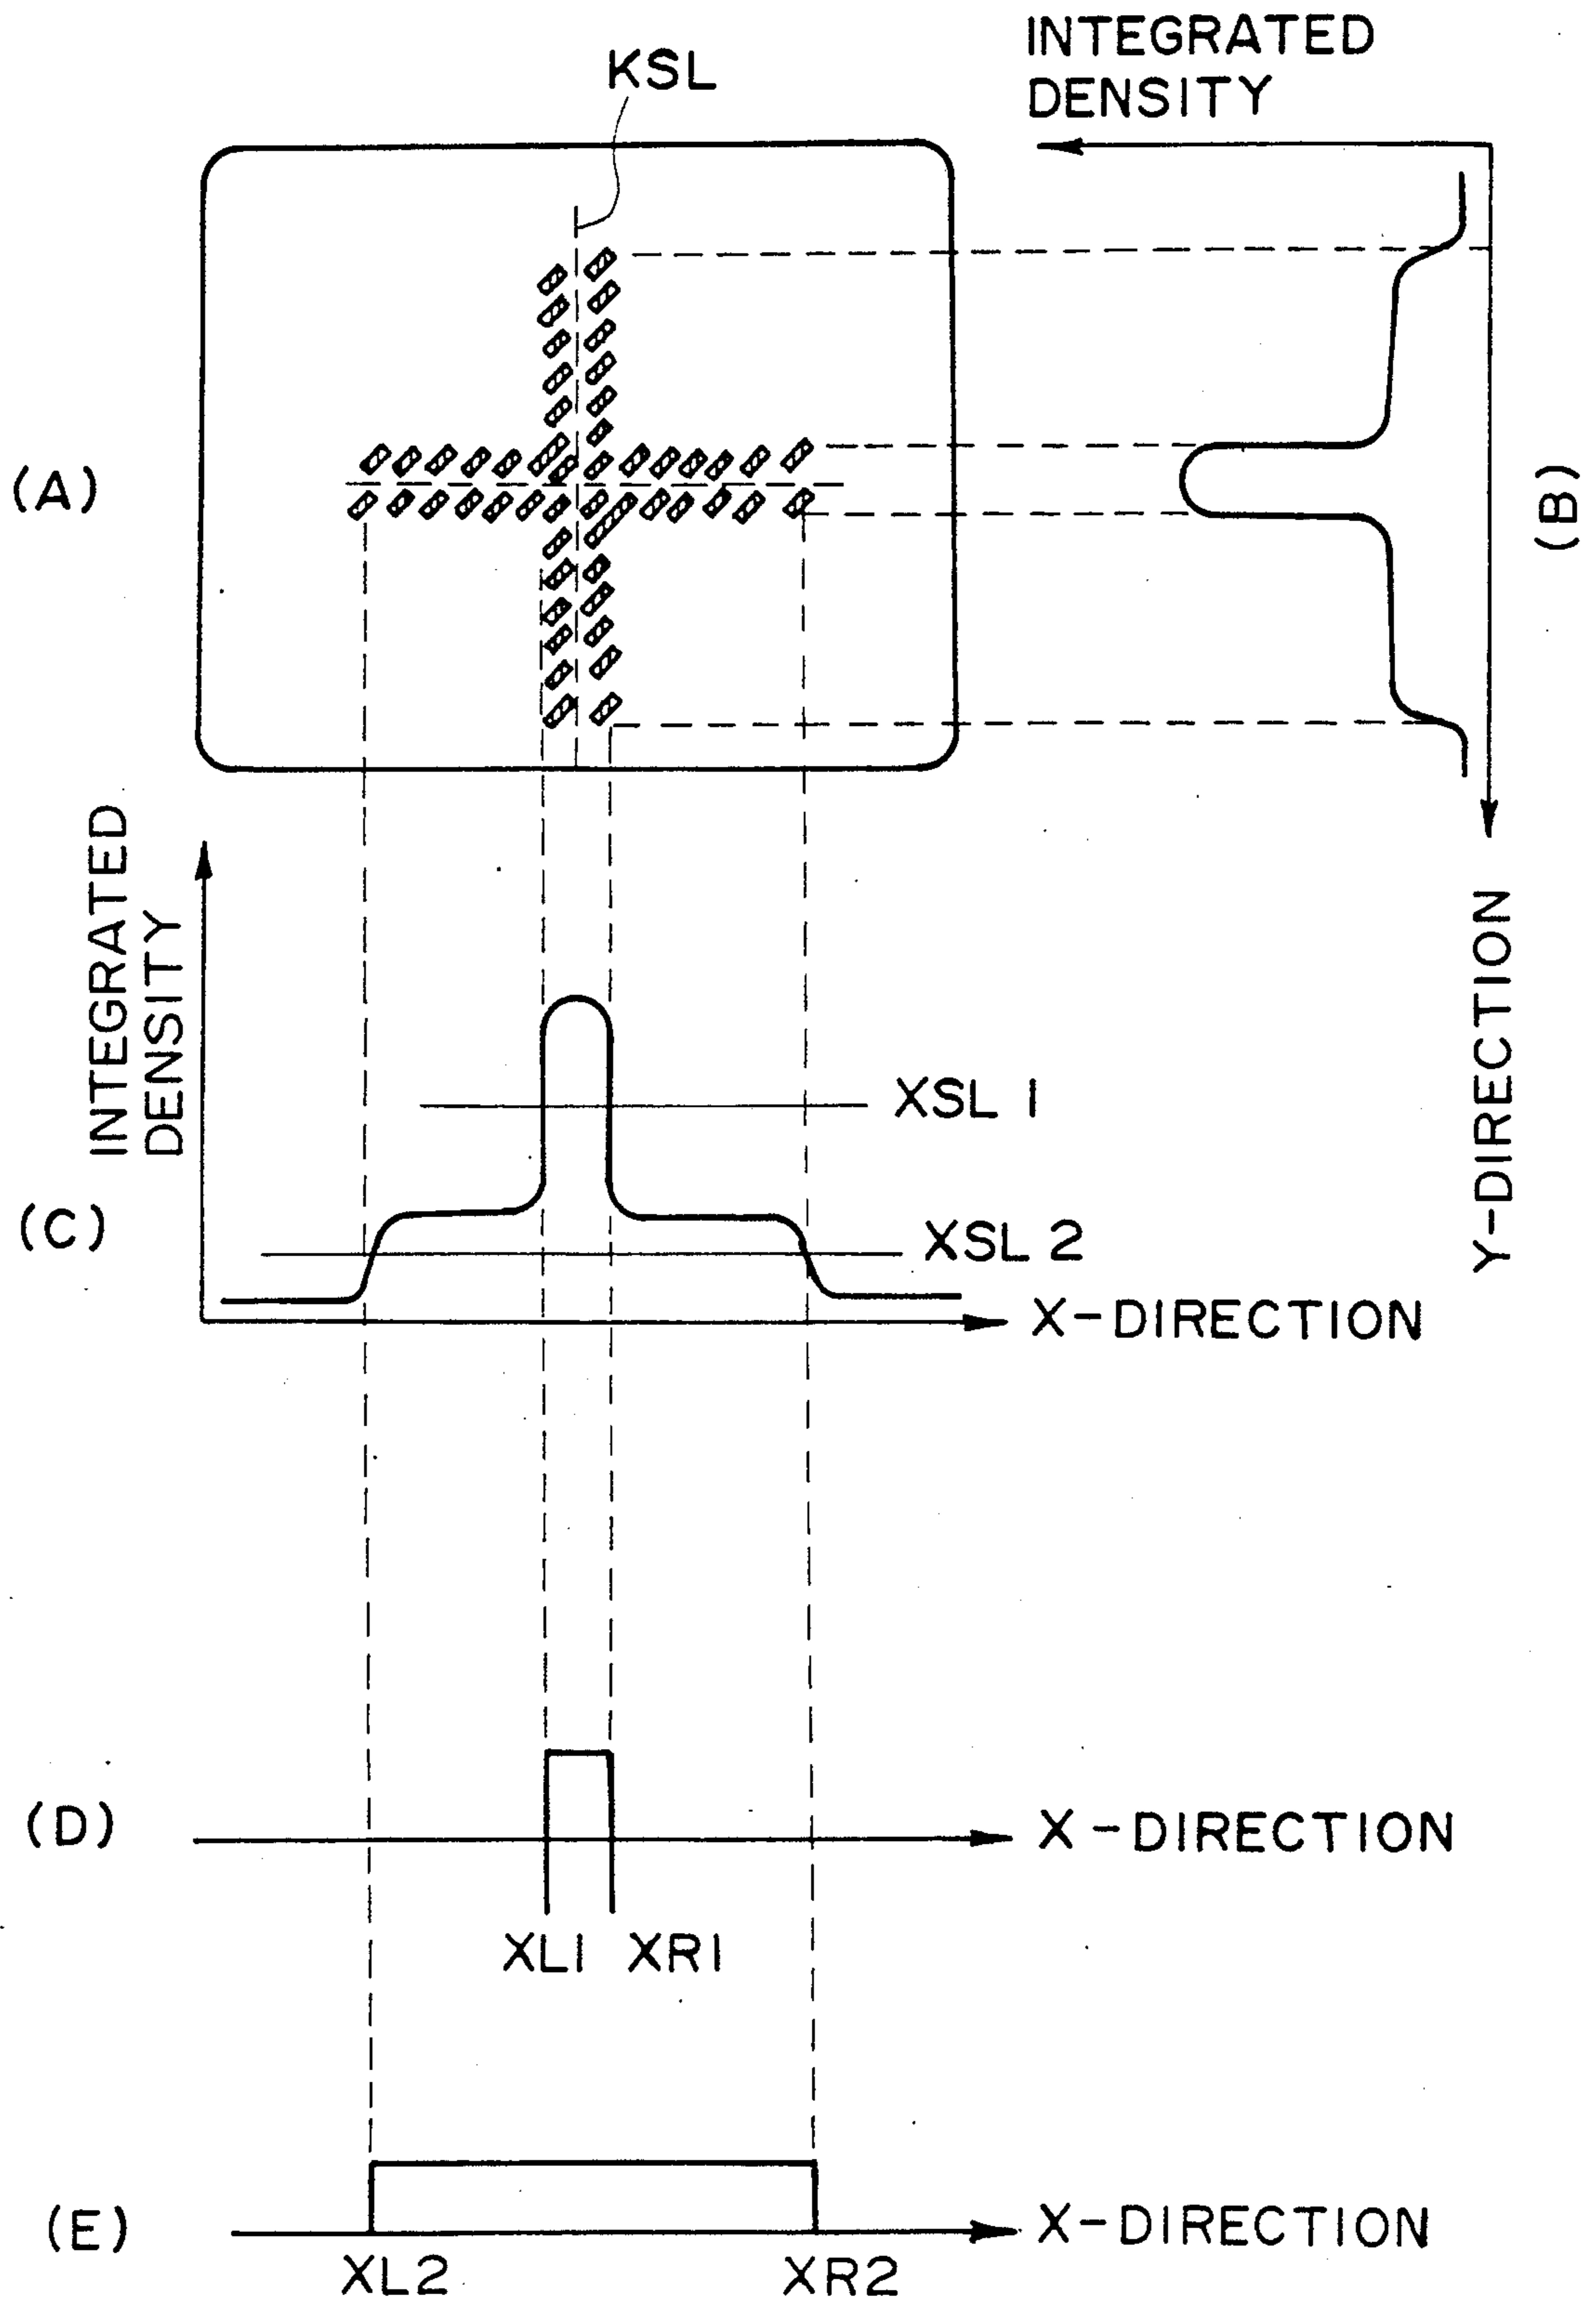 INTEGRATED
DENSITY
KSL
(A)
(B)
INTEGRATED
DENSITY
Y-DIRECTION
XSL 1
(C)
XSL 2
X-DIRECTION
(D)
X-DIRECTION
XL1 XR1
(E)
X-DIRECTION
XL2
XR2